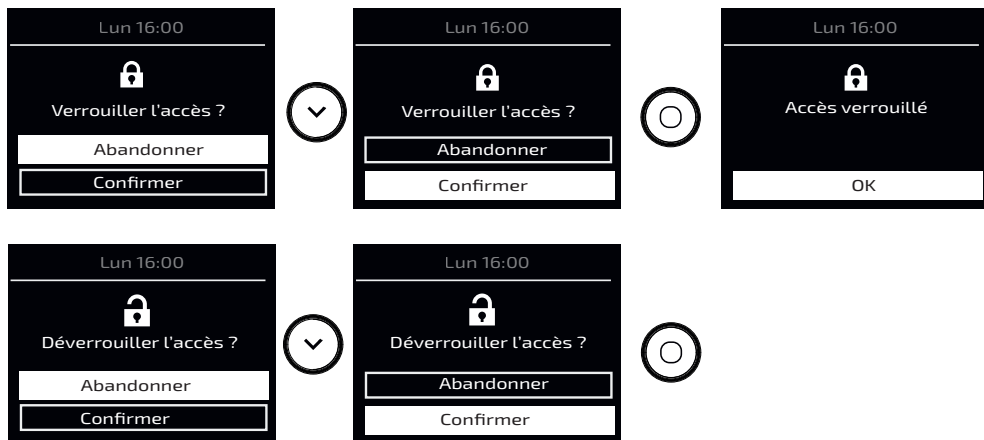 Lun 16:00
Verrouiller l'accès ?
Abandonner
Confirmer
Lun 16:00
Verrouiller l'accès ?
Abandonner
Confirmer
Lun 16:00
Accès verrouillé
OK
Lun 16:00
Déverrouiller l'accès ?
Abandonner
Confirmer
Lun 16:00
Déverrouiller l'accès ?
Abandonner
Confirmer